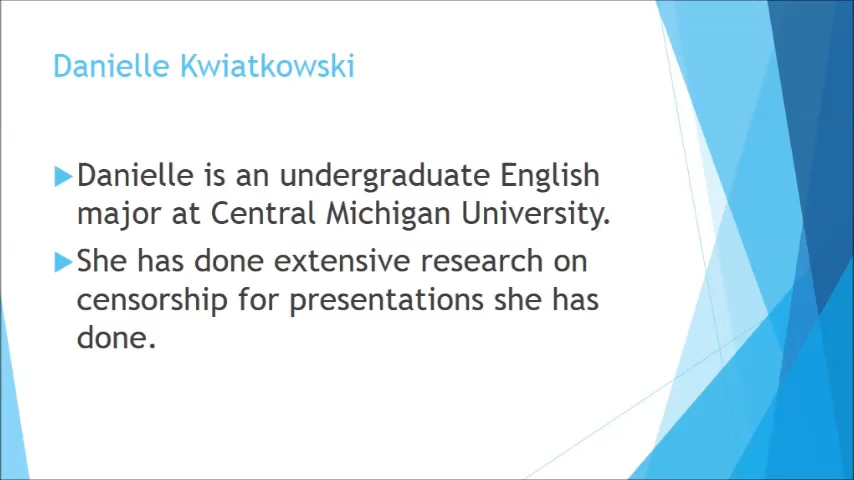 Danielle Kwiatkowski
Danielle is an undergraduate English
major at Central Michigan University.
She has done extensive research on
censorship for presentations she has
done.